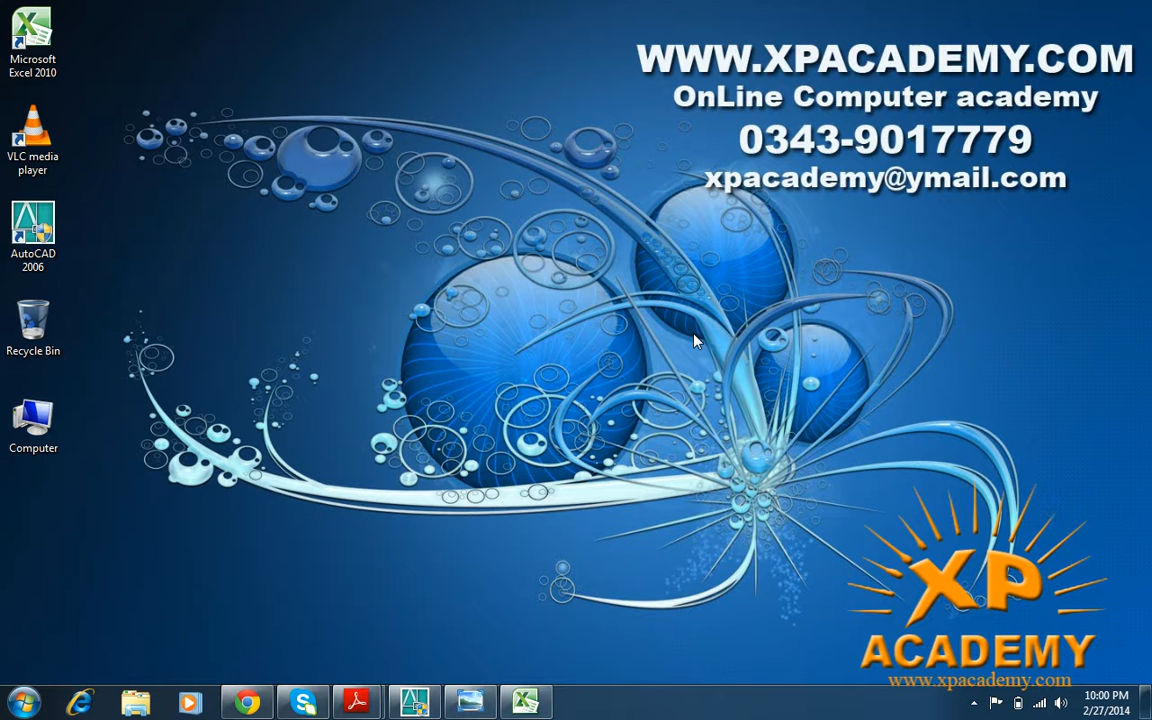 Microsoft
Excel 2010
VLC media
player
AutoCAD
2006
Recycle Bin
Computer
WWW.XPACADEMY.COM
OnLine Computer academy
0343-9017779
xpacademy@ymail.com
XP
ACADEMY
www.xpacademy.com
10:00 PM
2/27/2014